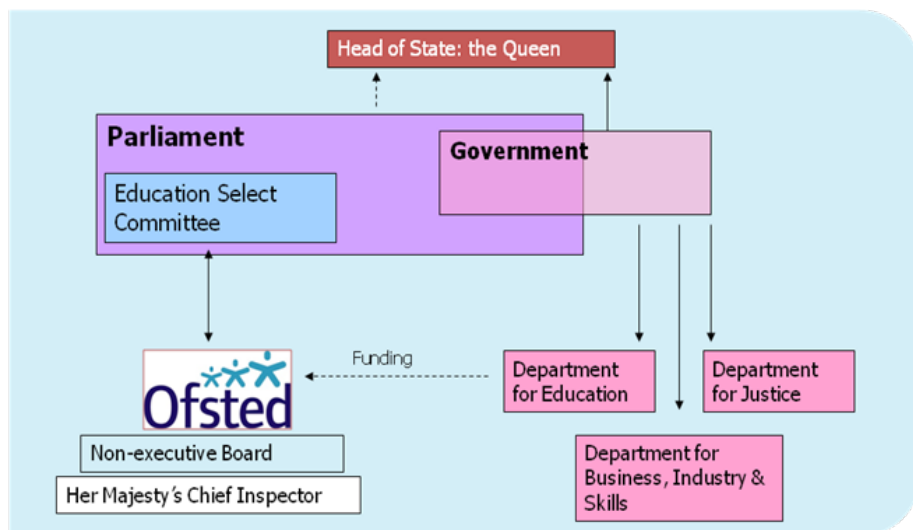 Head of State: the Queen
Parliament
Government
Education Select
Committee
Funding
Ofsted
Department
for Education
Department
for Justice
Non-executive Board
Her Majesty's Chief Inspector
Department for
Business, Industry &
Skills